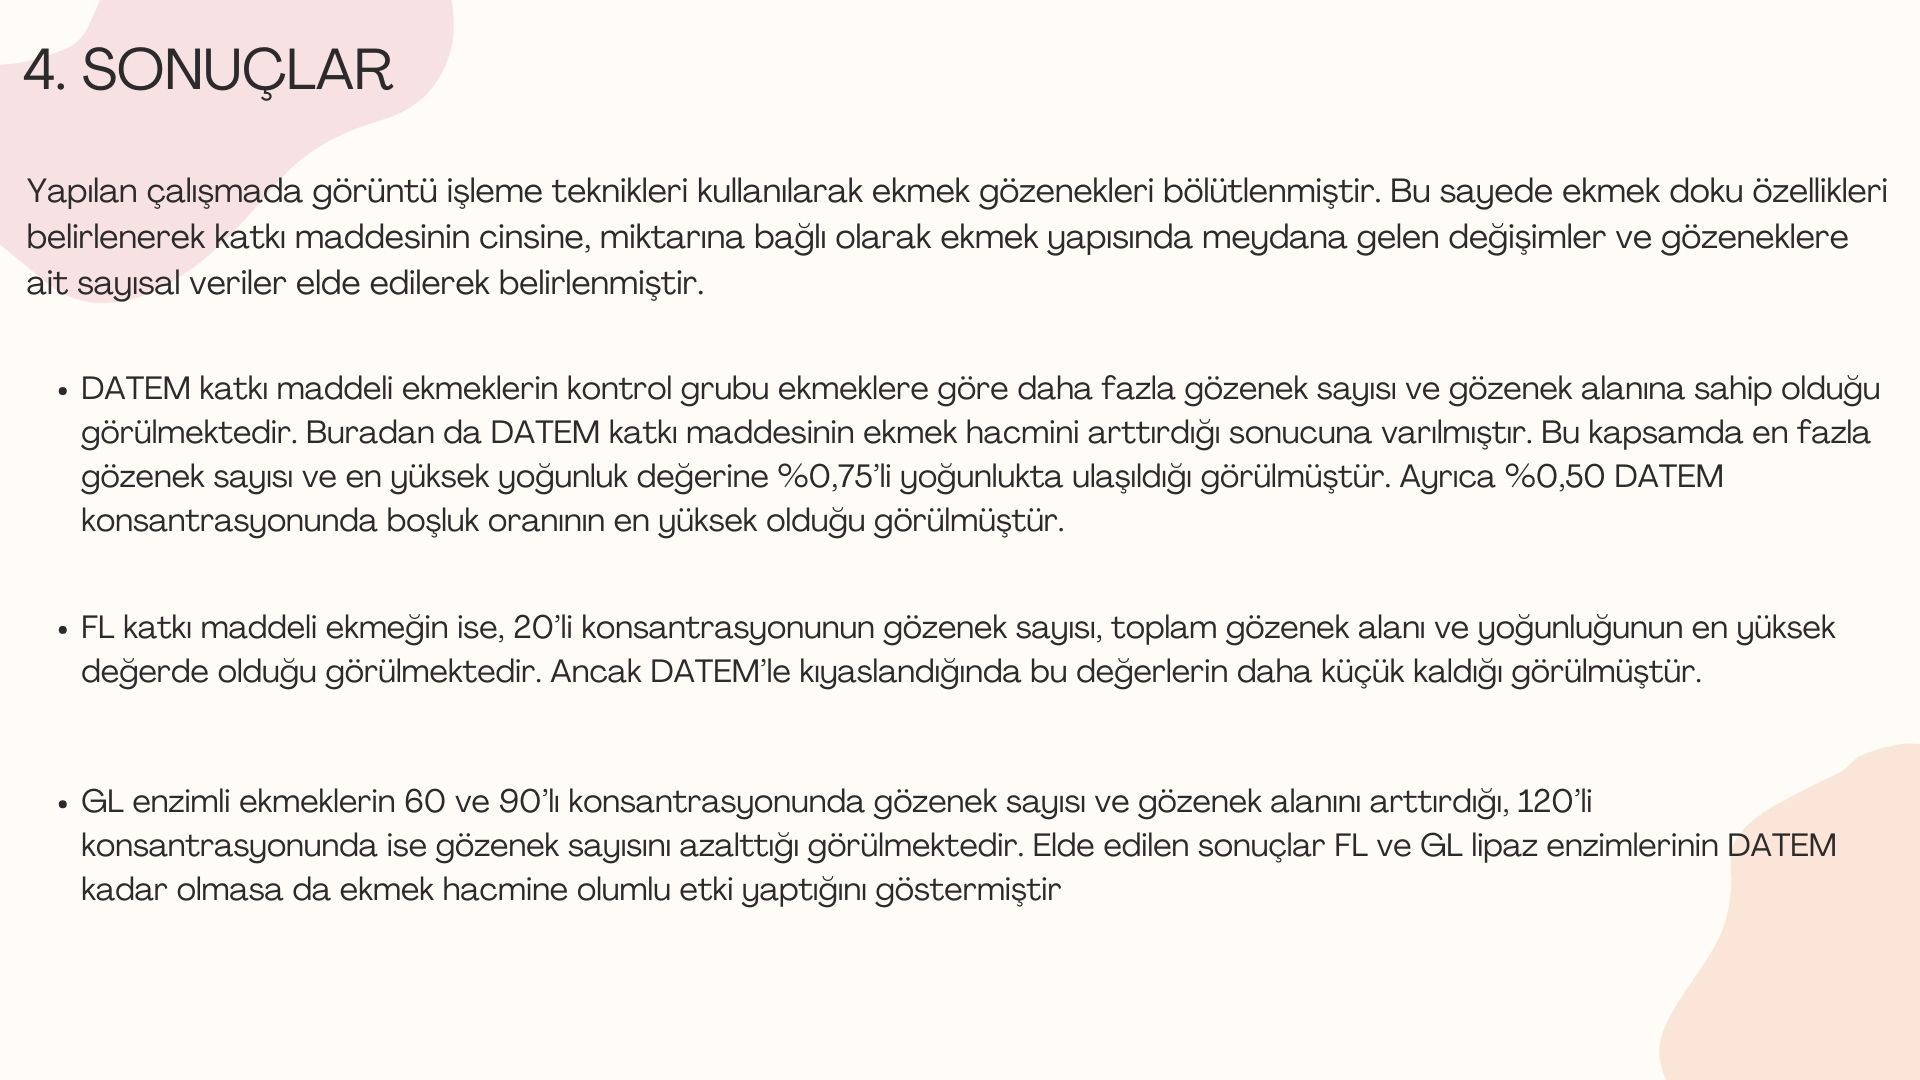 4. SONUÇLAR
Yapılan çalışmada görüntü işleme teknikleri kullanılarak ekmek gözenekleri bölütlenmiştir. Bu sayede ekmek doku özellikleri
belirlenerek katkı maddesinin cinsine, miktarına bağlı olarak ekmek yapısında meydana gelen değişimler ve gözeneklere
ait sayısal veriler elde edilerek belirlenmiştir.
• DATEM katkı maddeli ekmeklerin kontrol grubu ekmeklere göre daha fazla gözenek sayısı ve gözenek alanına sahip olduğu
görülmektedir. Buradan da DATEM katkı maddesinin ekmek hacmini arttırdığı sonucuna varılmıştır. Bu kapsamda en fazla
gözenek sayısı ve en yüksek yoğunluk değerine %0,75’li yoğunlukta ulaşıldığı görülmüştür. Ayrıca %0,50 DATEM
konsantrasyonunda boşluk oranının en yüksek olduğu görülmüştür.
• FL katkı maddeli ekmeğin ise, 20’li konsantrasyonunun gözenek sayısı, toplam gözenek alanı ve yoğunluğunun en yüksek
değerde olduğu görülmektedir. Ancak DATEM’le kıyaslandığında bu değerlerin daha küçük kaldığı görülmüştür.
• GL enzimli ekmeklerin 60 ve 90’lı konsantrasyonunda gözenek sayısı ve gözenek alanını arttırdığı, 120’li
konsantrasyonunda ise gözenek sayısını azalttığı görülmektedir. Elde edilen sonuçlar FL ve GL lipaz enzimlerinin DATEM
kadar olmasa da ekmek hacmine olumlu etki yaptığını göstermiştir